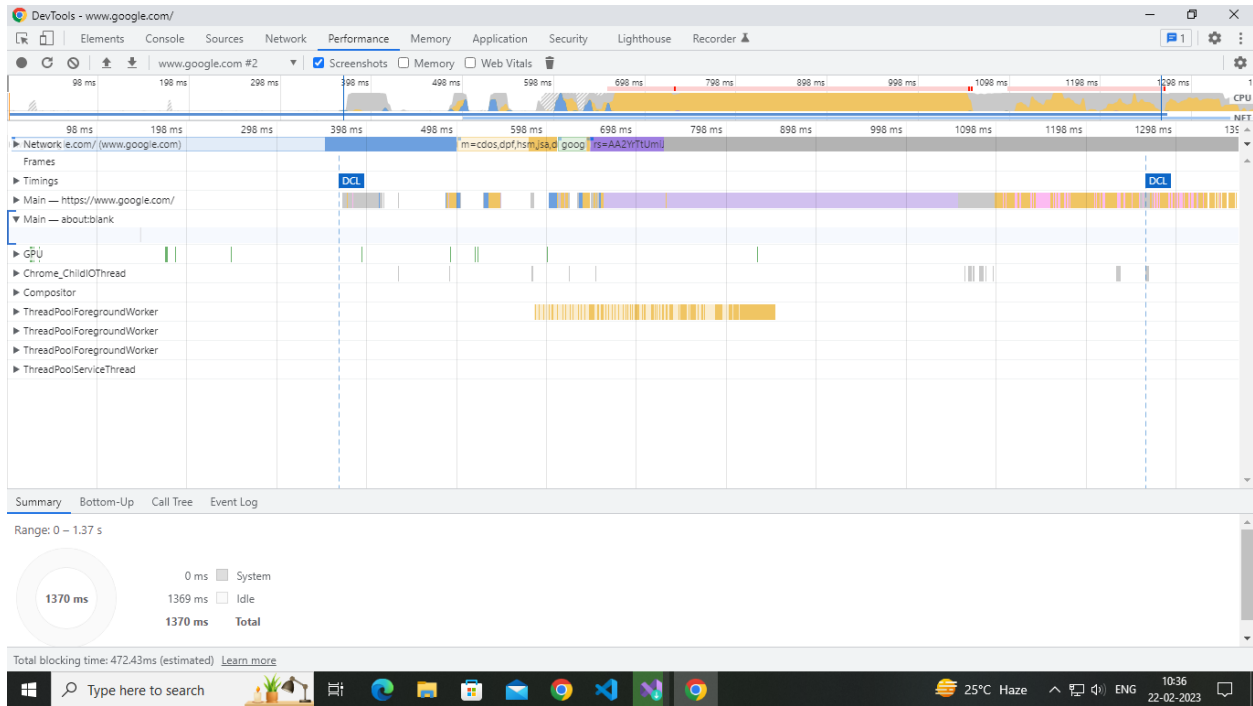 DevTools - www.google.com/
Elements Console Sources Network Performance Memory Application Security Lighthouse Recorder 1
www.google.com #2 Screenshots Memory Web Vitals
98 ms 198 ms 298 ms 398 ms 498 ms 598 ms 698 ms 798 ms 898 ms 998 ms 1098 ms 1198 ms 1298 ms 1
CPU
NET
98 ms 198 ms 298 ms 398 ms 498 ms 598 ms 698 ms 798 ms 898 ms 998 ms 1098 ms 1198 ms 1298 ms 139
Network le.com/ (www.google.com) m=cdos,dpf,hsm,jsa,d goog rs=AA2YrTtUmi.
Frames
Timings DCL DCL
Main — https://www.google.com/
Main — about:blank
GPU
Chrome_ChildIOThread
Compositor
ThreadPoolForegroundWorker
ThreadPoolForegroundWorker
ThreadPoolForegroundWorker
ThreadPoolServiceThread
Summary Bottom-Up Call Tree Event Log
Range: 0 – 1.37 s
0 ms System
1370 ms 1369 ms Idle
1370 ms Total
Total blocking time: 472.43ms (estimated) Learn more
Type here to search 25°C Haze ENG 10:36
22-02-2023